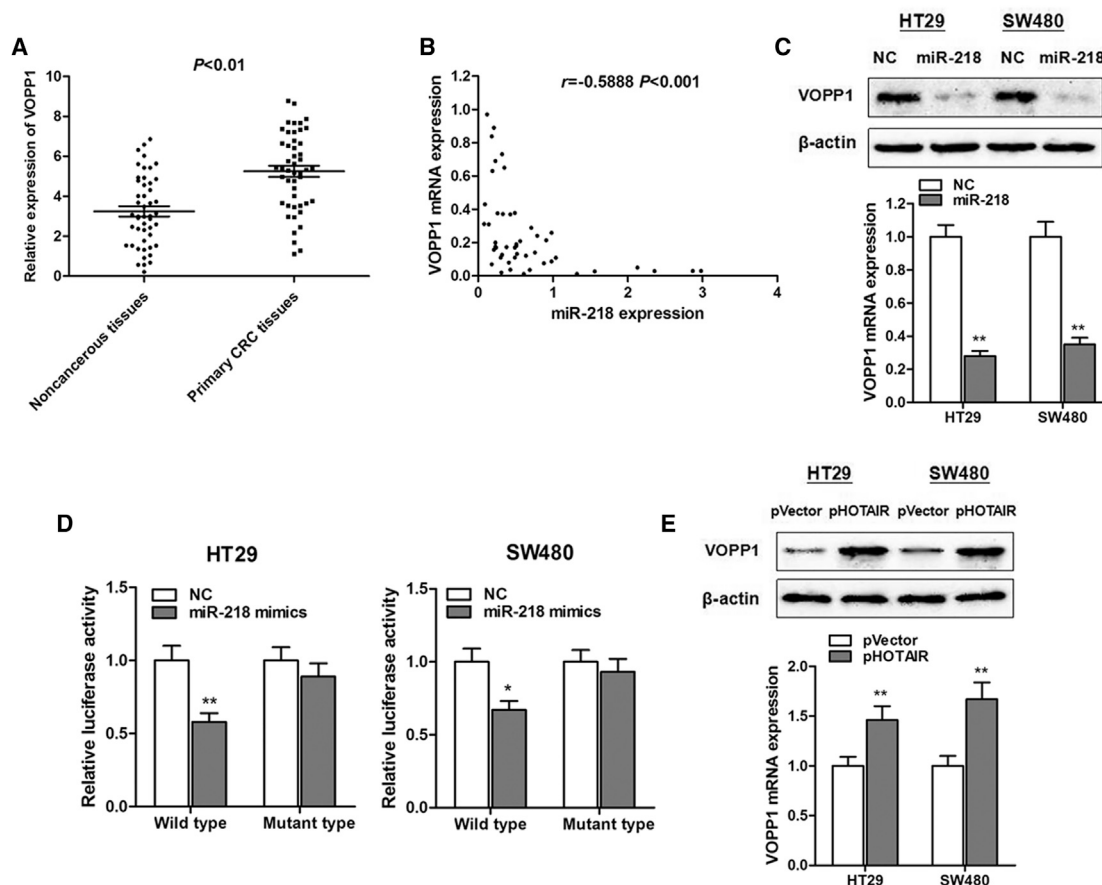 A
P<0.01
Relative expression of VOPP1
10
8
6
4
2
0
Noncancerous tissues
Primary CRC tissues
B
r=-0.5888 P<0.001
VOPP1 mRNA expression
1.2
1.0
0.8
0.6
0.4
0.2
0.0
0 1 2 3 4
miR-218 expression
C
HT29 SW480
NC miR-218 NC miR-218
VOPP1
β-actin
NC
miR-218
VOPP1 mRNA expression
1.2
1.0
0.8
0.6
0.4
0.2
0.0
** **
HT29 SW480
D
HT29
NC
miR-218 mimics
Relative luciferase activity
1.5
1.0
0.5
0.0
**
Wild type Mutant type
SW480
NC
miR-218 mimics
Relative luciferase activity
1.5
1.0
0.5
0.0
*
Wild type Mutant type
E
HT29 SW480
pVector pHOTAIR pVector pHOTAIR
VOPP1
β-actin
pVector
pHOTAIR
VOPP1 mRNA expression
2.0
1.5
1.0
0.5
0.0
** **
HT29 SW480